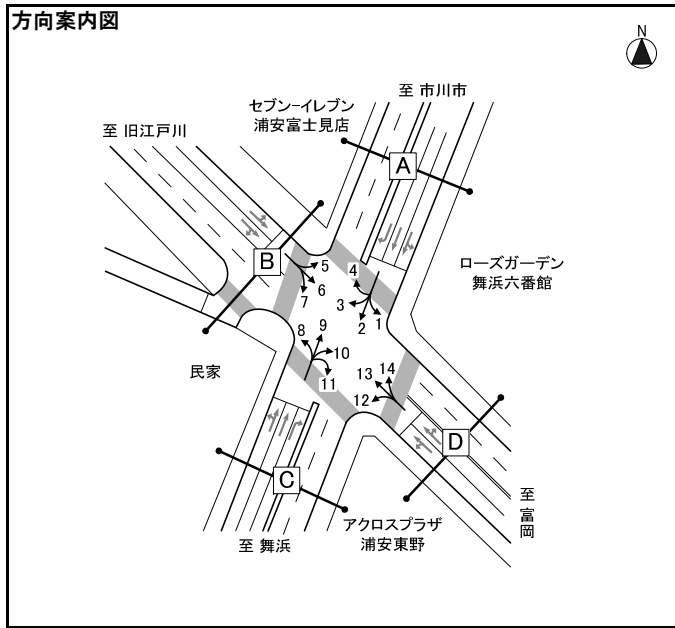 方向案内図
N
至 市川市
セブン-イレブン
浦安富士見店
至 旧江戸川
A
ローズガーデン
舞浜六番館
B
5
6
7
4
3
2
1
民家
8
9
10
11
13
14
12
D
C
至 富岡
アクロスプラザ
浦安東野
至 舞浜